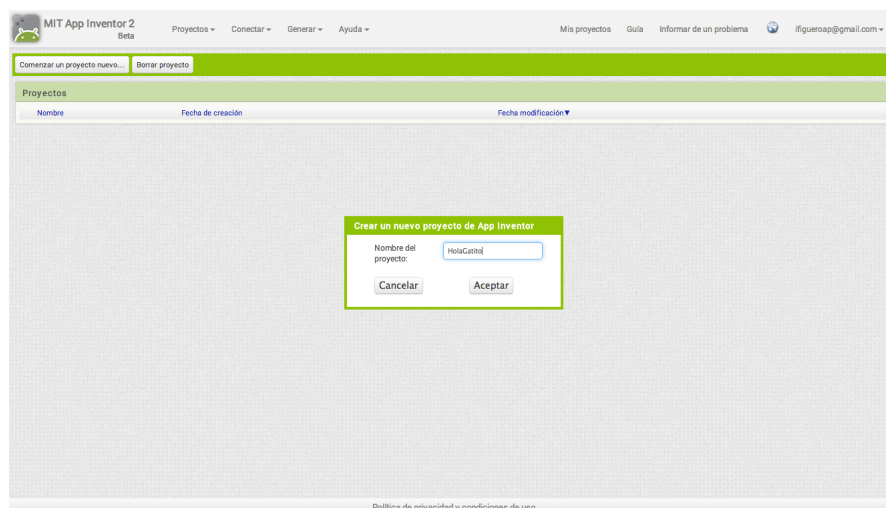 MIT App Inventor 2
Beta
Proyectos Conectar Generar Ayuda Mis proyectos Guía Informar de un problema ifigueroap@gmail.com
Comenzar un proyecto nuevo... Borrar proyecto
Proyectos
Nombre Fecha de creación Fecha modificación▼
Crear un nuevo proyecto de App Inventor
Nombre del
proyecto:
HolaGatito
Cancelar Aceptar
Política de privacidad y condiciones de uso